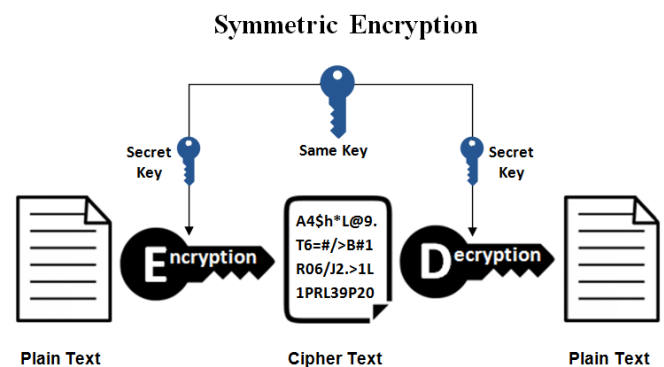 Symmetric Encryption
Secret
Key
Same Key
Secret
Key
Encryption
A4$h*L@9.
T6=#/>B#1
R06/J2.>1L
1PRL39P20
Decryption
Plain Text
Cipher Text
Plain Text